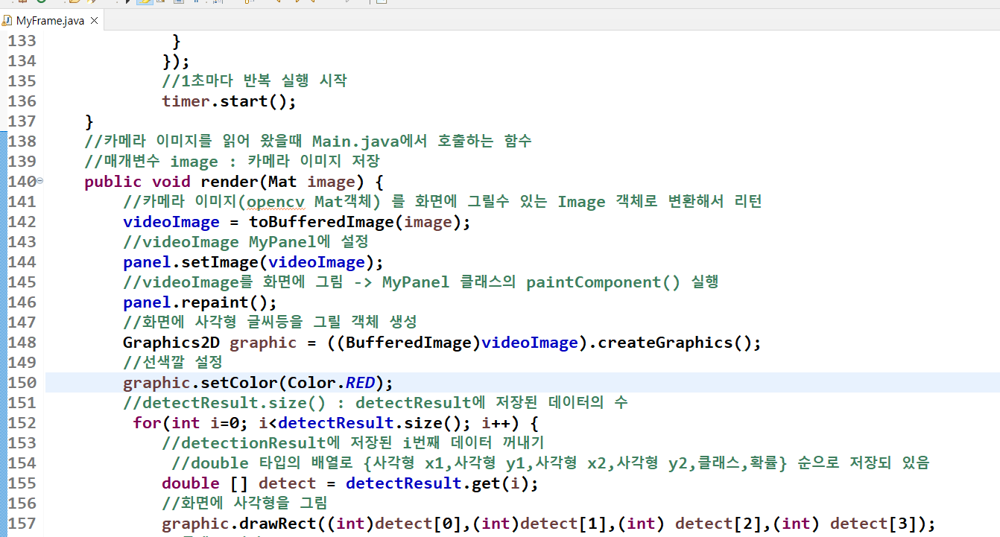 MyFrame.java
133 }
134 });
135 //1초마다 반복 실행 시작
136 timer.start();
137 }
138 //카메라 이미지를 읽어 왔을때 Main.java에서 호출하는 함수
139 //매개변수 image : 카메라 이미지 저장
140 public void render(Mat image) {
141 //카메라 이미지(opencv Mat객체) 를 화면에 그릴수 있는 Image 객체로 변환해서 리턴
142 videoImage = toBufferedImage(image);
143 //videoImage MyPanel에 설정
144 panel.setImage(videoImage);
145 //videoImage를 화면에 그림 -> MyPanel 클래스의 paintComponent() 실행
146 panel.repaint();
147 //화면에 사각형 글씨등을 그릴 객체 생성
148 Graphics2D graphic = ((BufferedImage)videoImage).createGraphics();
149 //선색깔 설정
150 graphic.setColor(Color.RED);
151 //detectResult.size() : detectResult에 저장된 데이터의 수
152 for(int i=0; i<detectResult.size(); i++) {
153 //detectionResult에 저장된 i번째 데이터 꺼내기
154 //double 타입의 배열로 {사각형 x1,사각형 y1,사각형 x2,사각형 y2,클래스,확률} 순으로 저장되 있음
155 double [] detect = detectResult.get(i);
156 //화면에 사각형을 그림
157 graphic.drawRect((int)detect[0],(int)detect[1],(int) detect[2],(int) detect[3]);